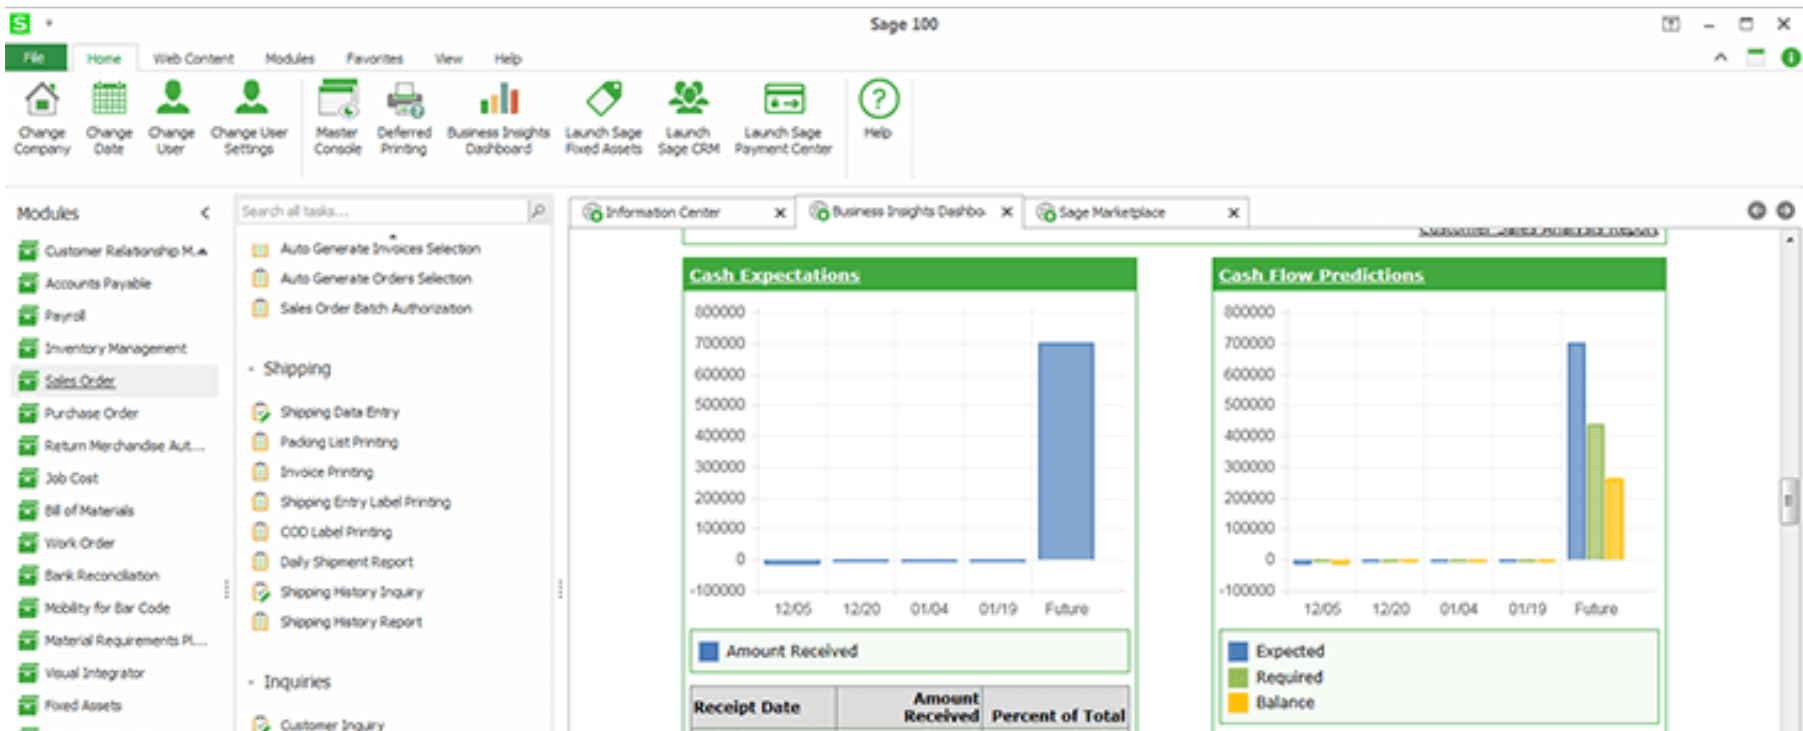 S
Sage 100
File Home Web Content Modules Favorites View Help
Change Company
Change Date
Change User
Change User Settings
Master Console
Deferred Printing
Business Insights Dashboard
Launch Sage Fixed Assets
Launch Sage CRM
Launch Sage Payment Center
Help
Modules
Customer Relationship M...
Accounts Payable
Payroll
Inventory Management
Sales Order
Purchase Order
Return Merchandise Aut....
Job Cost
Bill of Materials
Work Order
Bank Reconciliation
Mobility for Bar Code
Material Requirements Pl....
Visual Integrator
Fixed Assets
Search all tasks...
Auto Generate Invoices Selection
Auto Generate Orders Selection
Sales Order Batch Authorization
- Shipping
Shipping Data Entry
Packing List Printing
Invoice Printing
Shipping Entry Label Printing
COD Label Printing
Daily Shipment Report
Shipping History Inquiry
Shipping History Report
- Inquiries
Customer Inquiry
Information Center
Business Insights Dashbo.
Sage Marketplace
Customer Sales Analysis Report
Cash Expectations
800000
700000
600000
500000
400000
300000
200000
100000
0
-100000
12/05 12/20 01/04 01/19 Future
Amount Received
Receipt Date Amount Received Percent of Total
Cash Flow Predictions
800000
700000
600000
500000
400000
300000
200000
100000
0
-100000
12/05 12/20 01/04 01/19 Future
Expected
Required
Balance